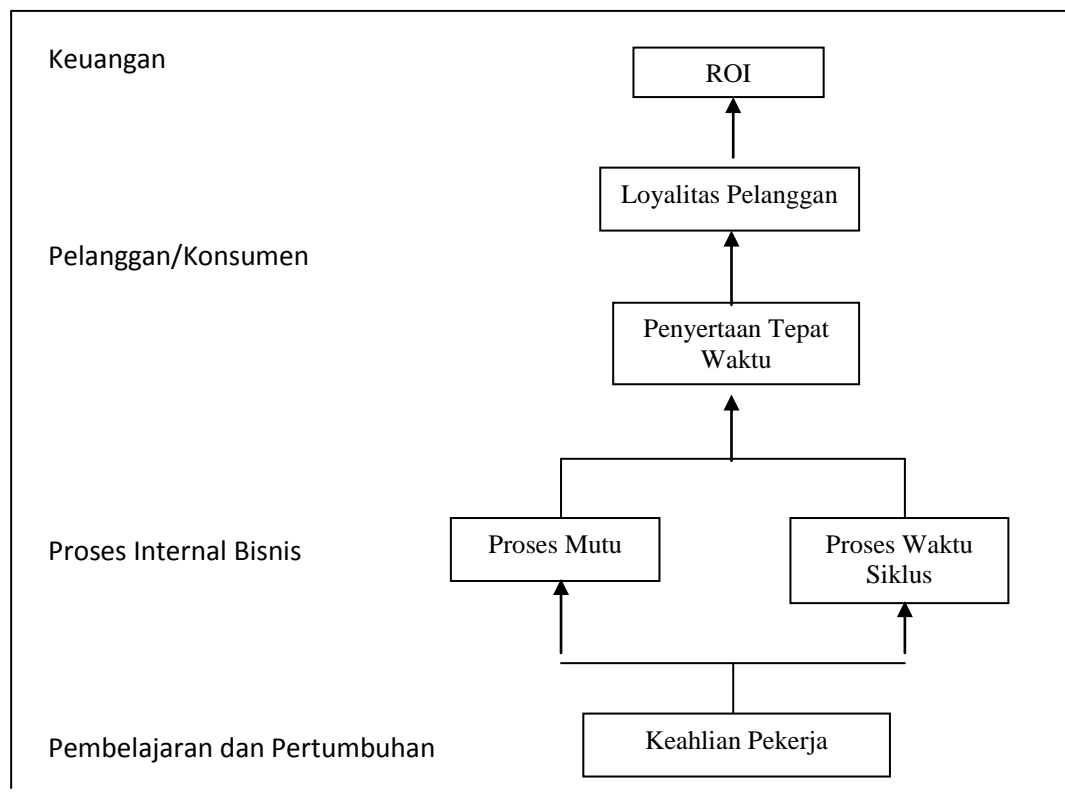 Keuangan
ROI
Loyalitas Pelanggan
Pelanggan/Konsumen
Penyertaan Tepat
Waktu
Proses Internal Bisnis
Proses Mutu
Proses Waktu
Siklus
Pembelajaran dan Pertumbuhan
Keahlian Pekerja